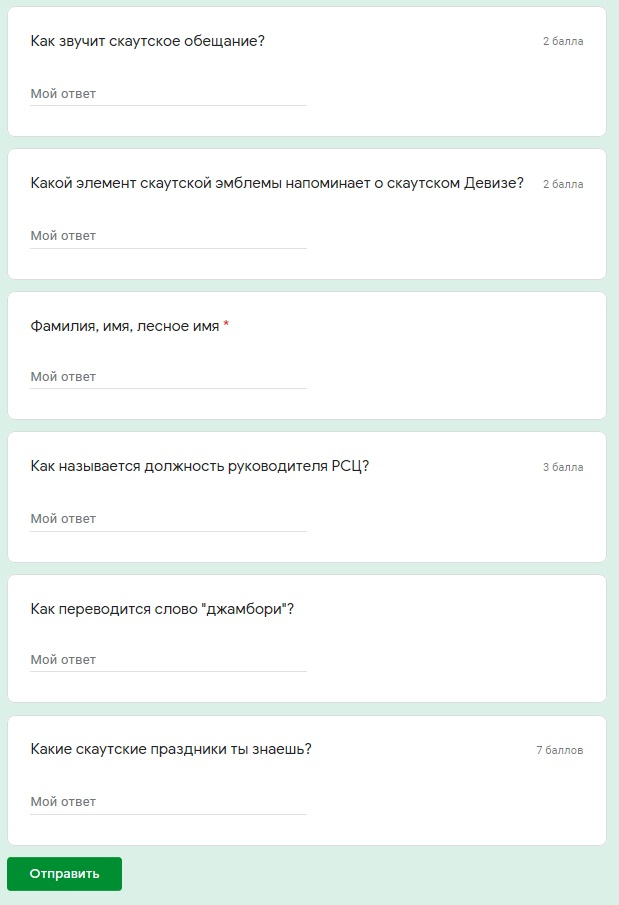 Как звучит скаутское обещание?
2 балла
Мой ответ
Какой элемент скаутской эмблемы напоминает о скаутском Девизе?
2 балла
Мой ответ
Фамилия, имя, лесное имя *
Мой ответ
Как называется должность руководителя РСЦ?
3 балла
Мой ответ
Как переводится слово "джамбори"?
Мой ответ
Какие скаутские праздники ты знаешь?
7 баллов
Мой ответ
Отправить